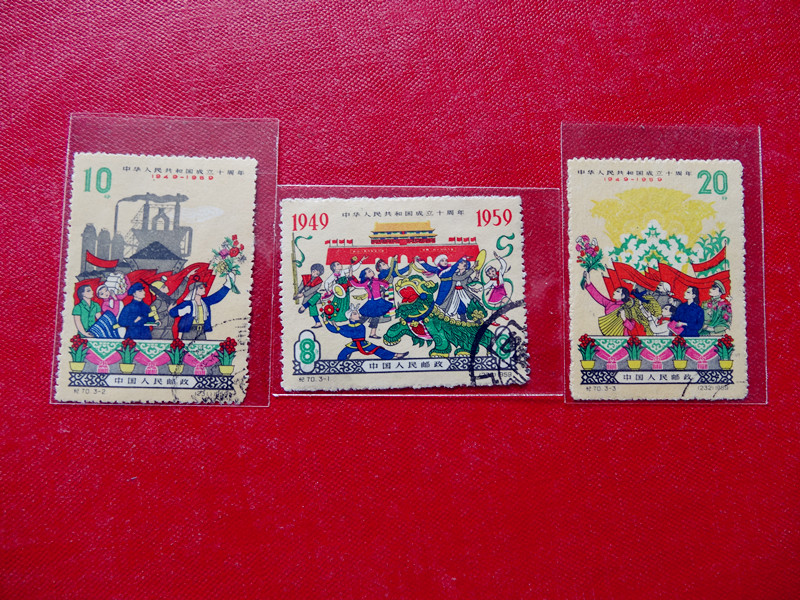 10分
中华人民共和国成立十周年
1949-1959
中国人民邮政
纪70. 3-2
1949 中华人民共和国成立十周年 1959
8
中国人民邮政
纪70. 3-1
1959
中华人民共和国成立十周年
1949-1959
20分
中国人民邮政
纪70. 3-3
(232) 1959